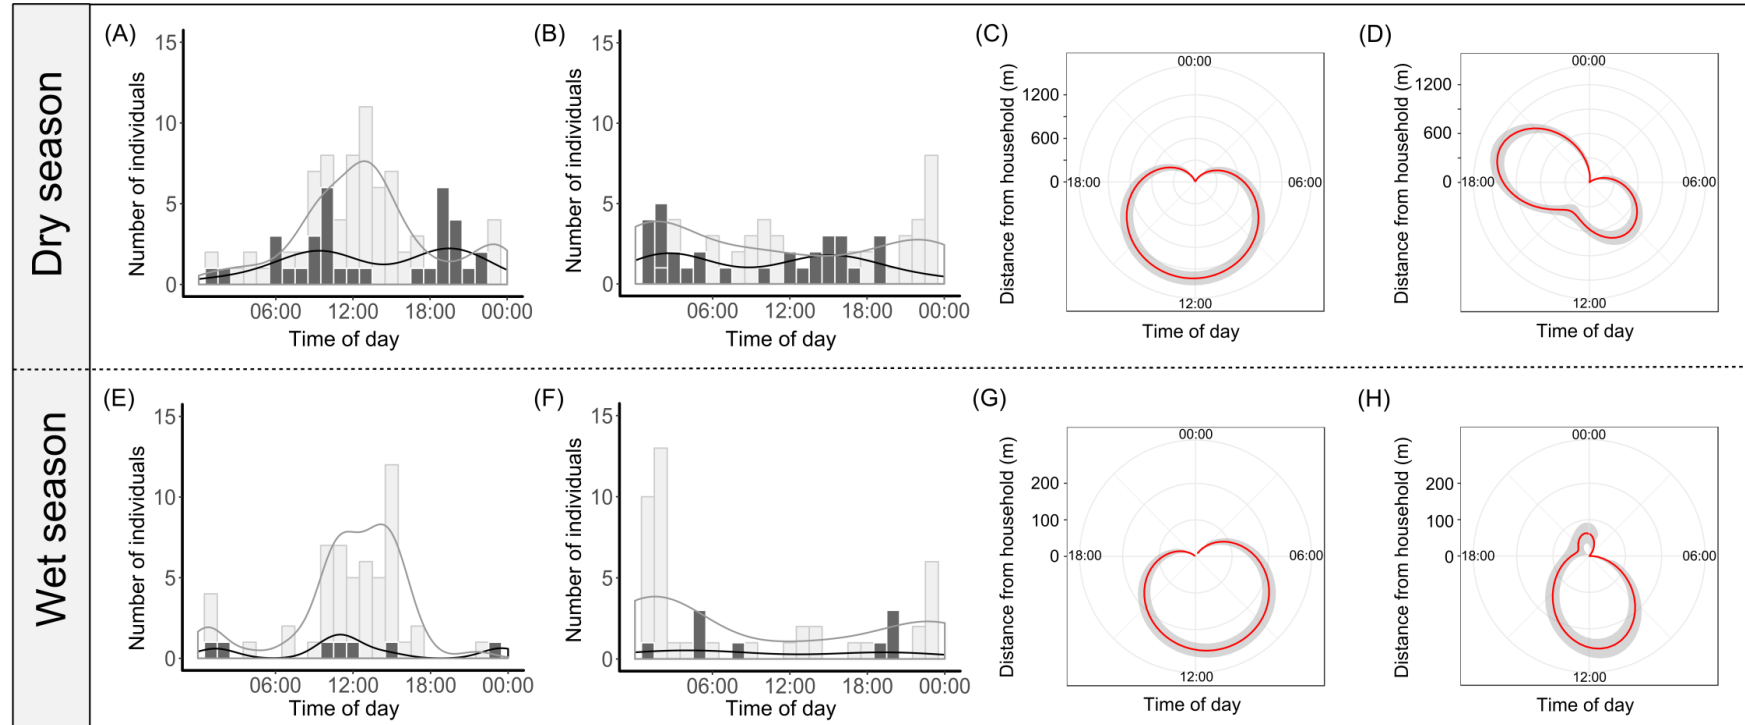 Dry season
(A)
Number of individuals
15
10
5
0
06:00 12:00 18:00 00:00
Time of day
(B)
Number of individuals
15
10
5
0
06:00 12:00 18:00 00:00
Time of day
(C)
Distance from household (m)
1200
600
0
00:00
18:00
06:00
12:00
Time of day
(D)
Distance from household (m)
1200
600
0
00:00
18:00
06:00
12:00
Time of day
Wet season
(E)
Number of individuals
15
10
5
0
06:00 12:00 18:00 00:00
Time of day
(F)
Number of individuals
15
10
5
0
06:00 12:00 18:00 00:00
Time of day
(G)
Distance from household (m)
200
100
0
00:00
18:00
06:00
12:00
Time of day
(H)
Distance from household (m)
200
100
0
00:00
18:00
06:00
12:00
Time of day